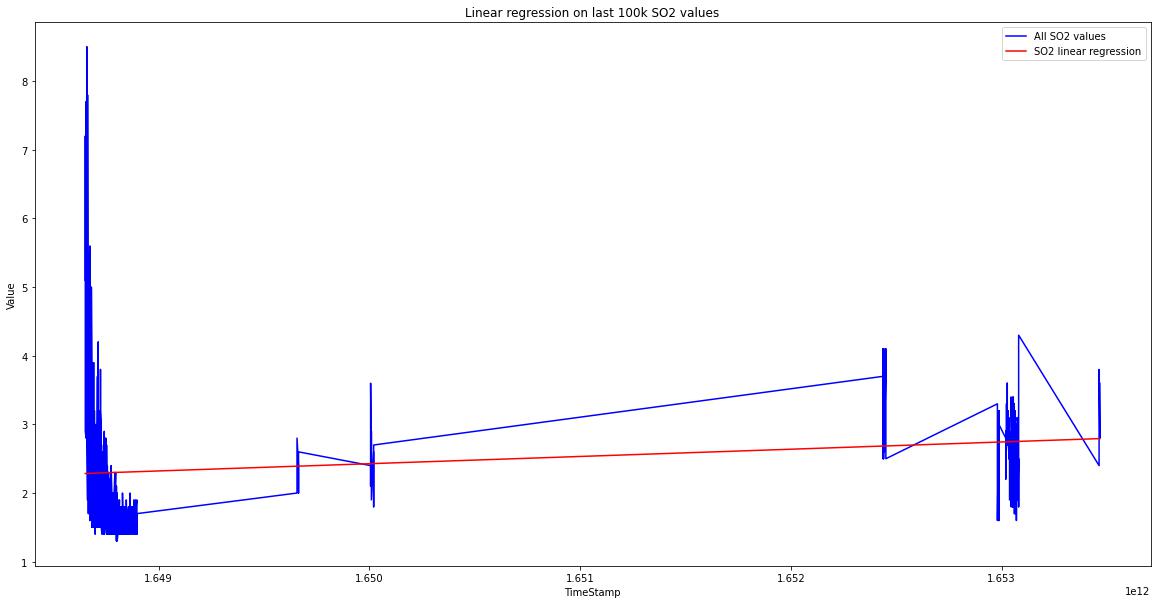 Linear regression on last 100k SO2 values
All SO2 values
SO2 linear regression
8
7
6
5
4
3
2
1
Value
1.649 1.650 1.651 1.652 1.653
1e12
TimeStamp